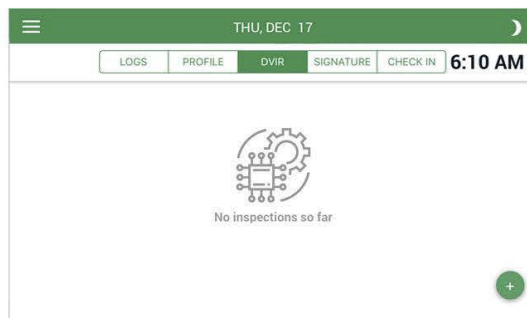 THU, DEC 17
LOGS PROFILE DVIR SIGNATURE CHECK IN 6:10 AM
No inspections so far
+